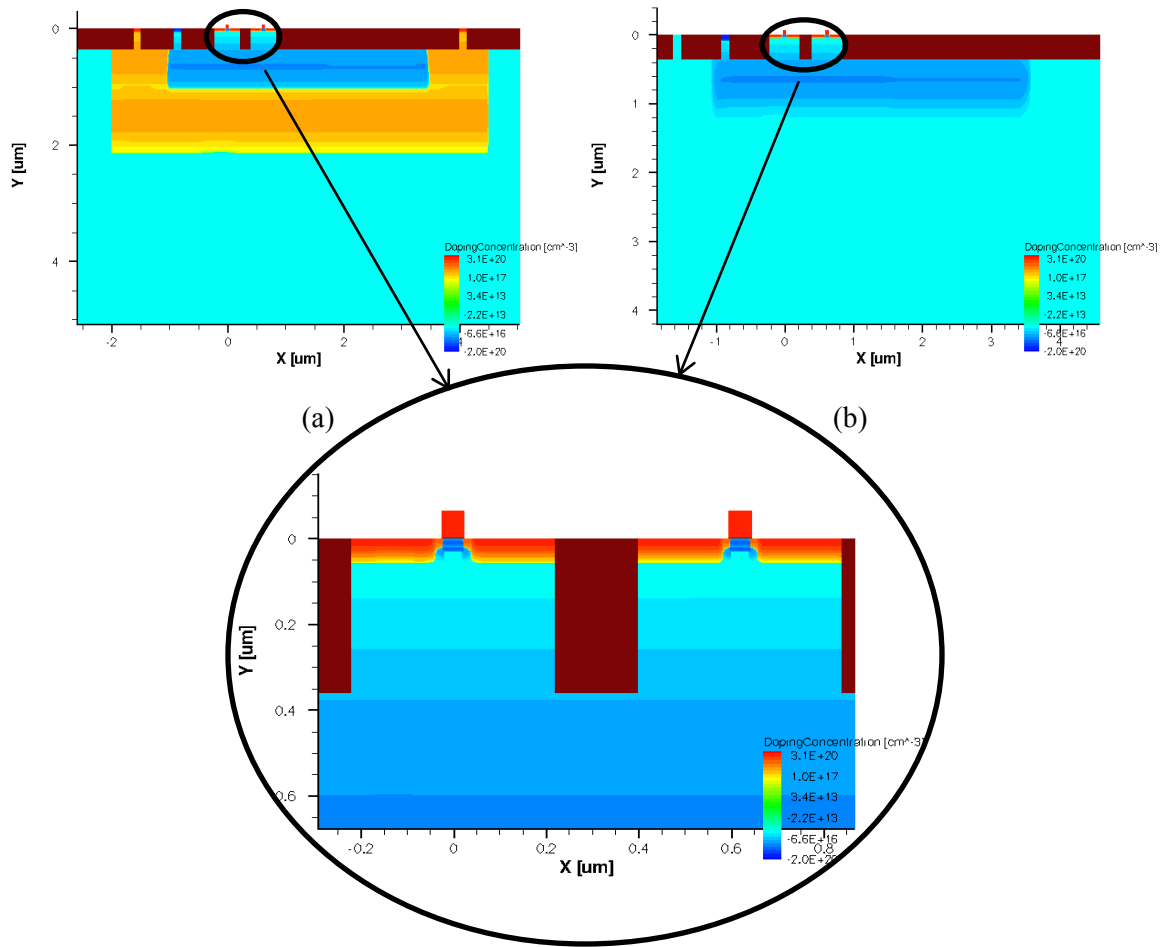 0
2
4
Y [um]
-2
0
2
4
X [um]
DopingConcentration [cm^-3]
3.1E+20
1.0E+17
3.4E+13
-2.2E+13
-6.6E+16
-2.0E+20
0
1
2
3
4
Y [um]
-1
0
1
2
3
4
X [um]
DopingConcentration [cm^-3]
3.1E+20
1.0E+17
3.4E+13
-2.2E+13
-6.6E+16
-2.0E+20
(a)
(b)
0
0.2
0.4
0.6
Y [um]
-0.2
0
0.2
0.4
0.6
0.8
X [um]
DopingConcentration [cm^-3]
3.1E+20
1.0E+17
3.4E+13
-2.2E+13
-6.6E+16
-2.0E+20